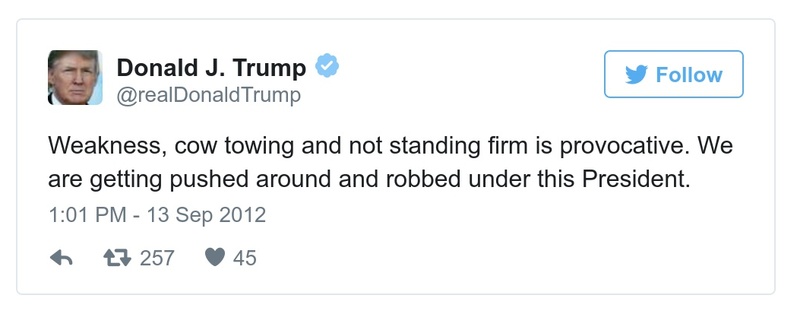 Donald J. Trump
@realDonaldTrump
Follow
Weakness, cow towing and not standing firm is provocative. We
are getting pushed around and robbed under this President.
1:01 PM - 13 Sep 2012
257 45